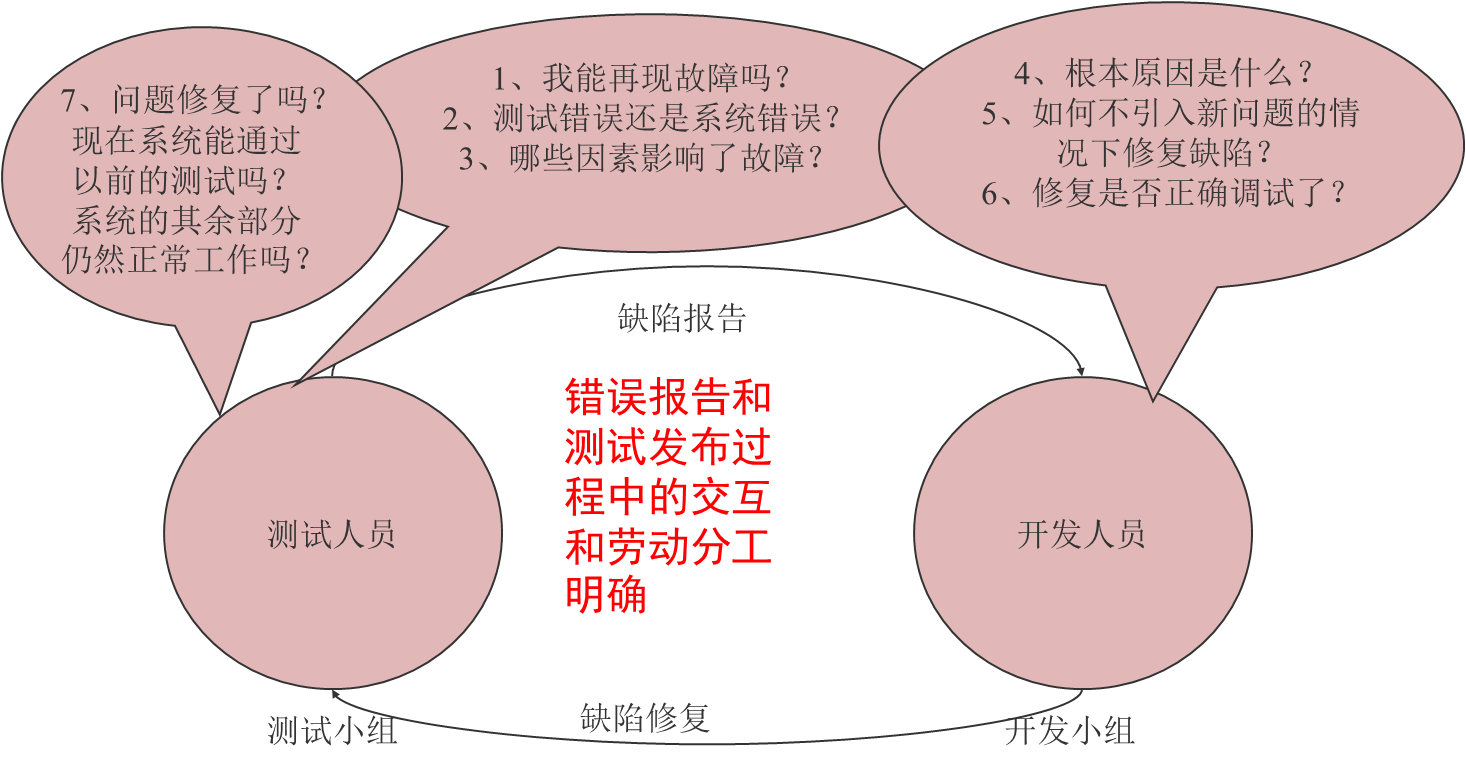 7、问题修复了吗？
现在系统能通过
以前的测试吗？
系统的其余部分
仍然正常工作吗？
1、我能再现故障吗？
2、测试错误还是系统错误？
3、哪些因素影响了故障？
4、根本原因是什么？
5、如何不引入新问题的情
况下修复缺陷？
6、修复是否正确调试了？
缺陷报告
错误报告和
测试发布过
程中的交互
和劳动分工
明确
测试人员
开发人员
缺陷修复
测试小组
开发小组